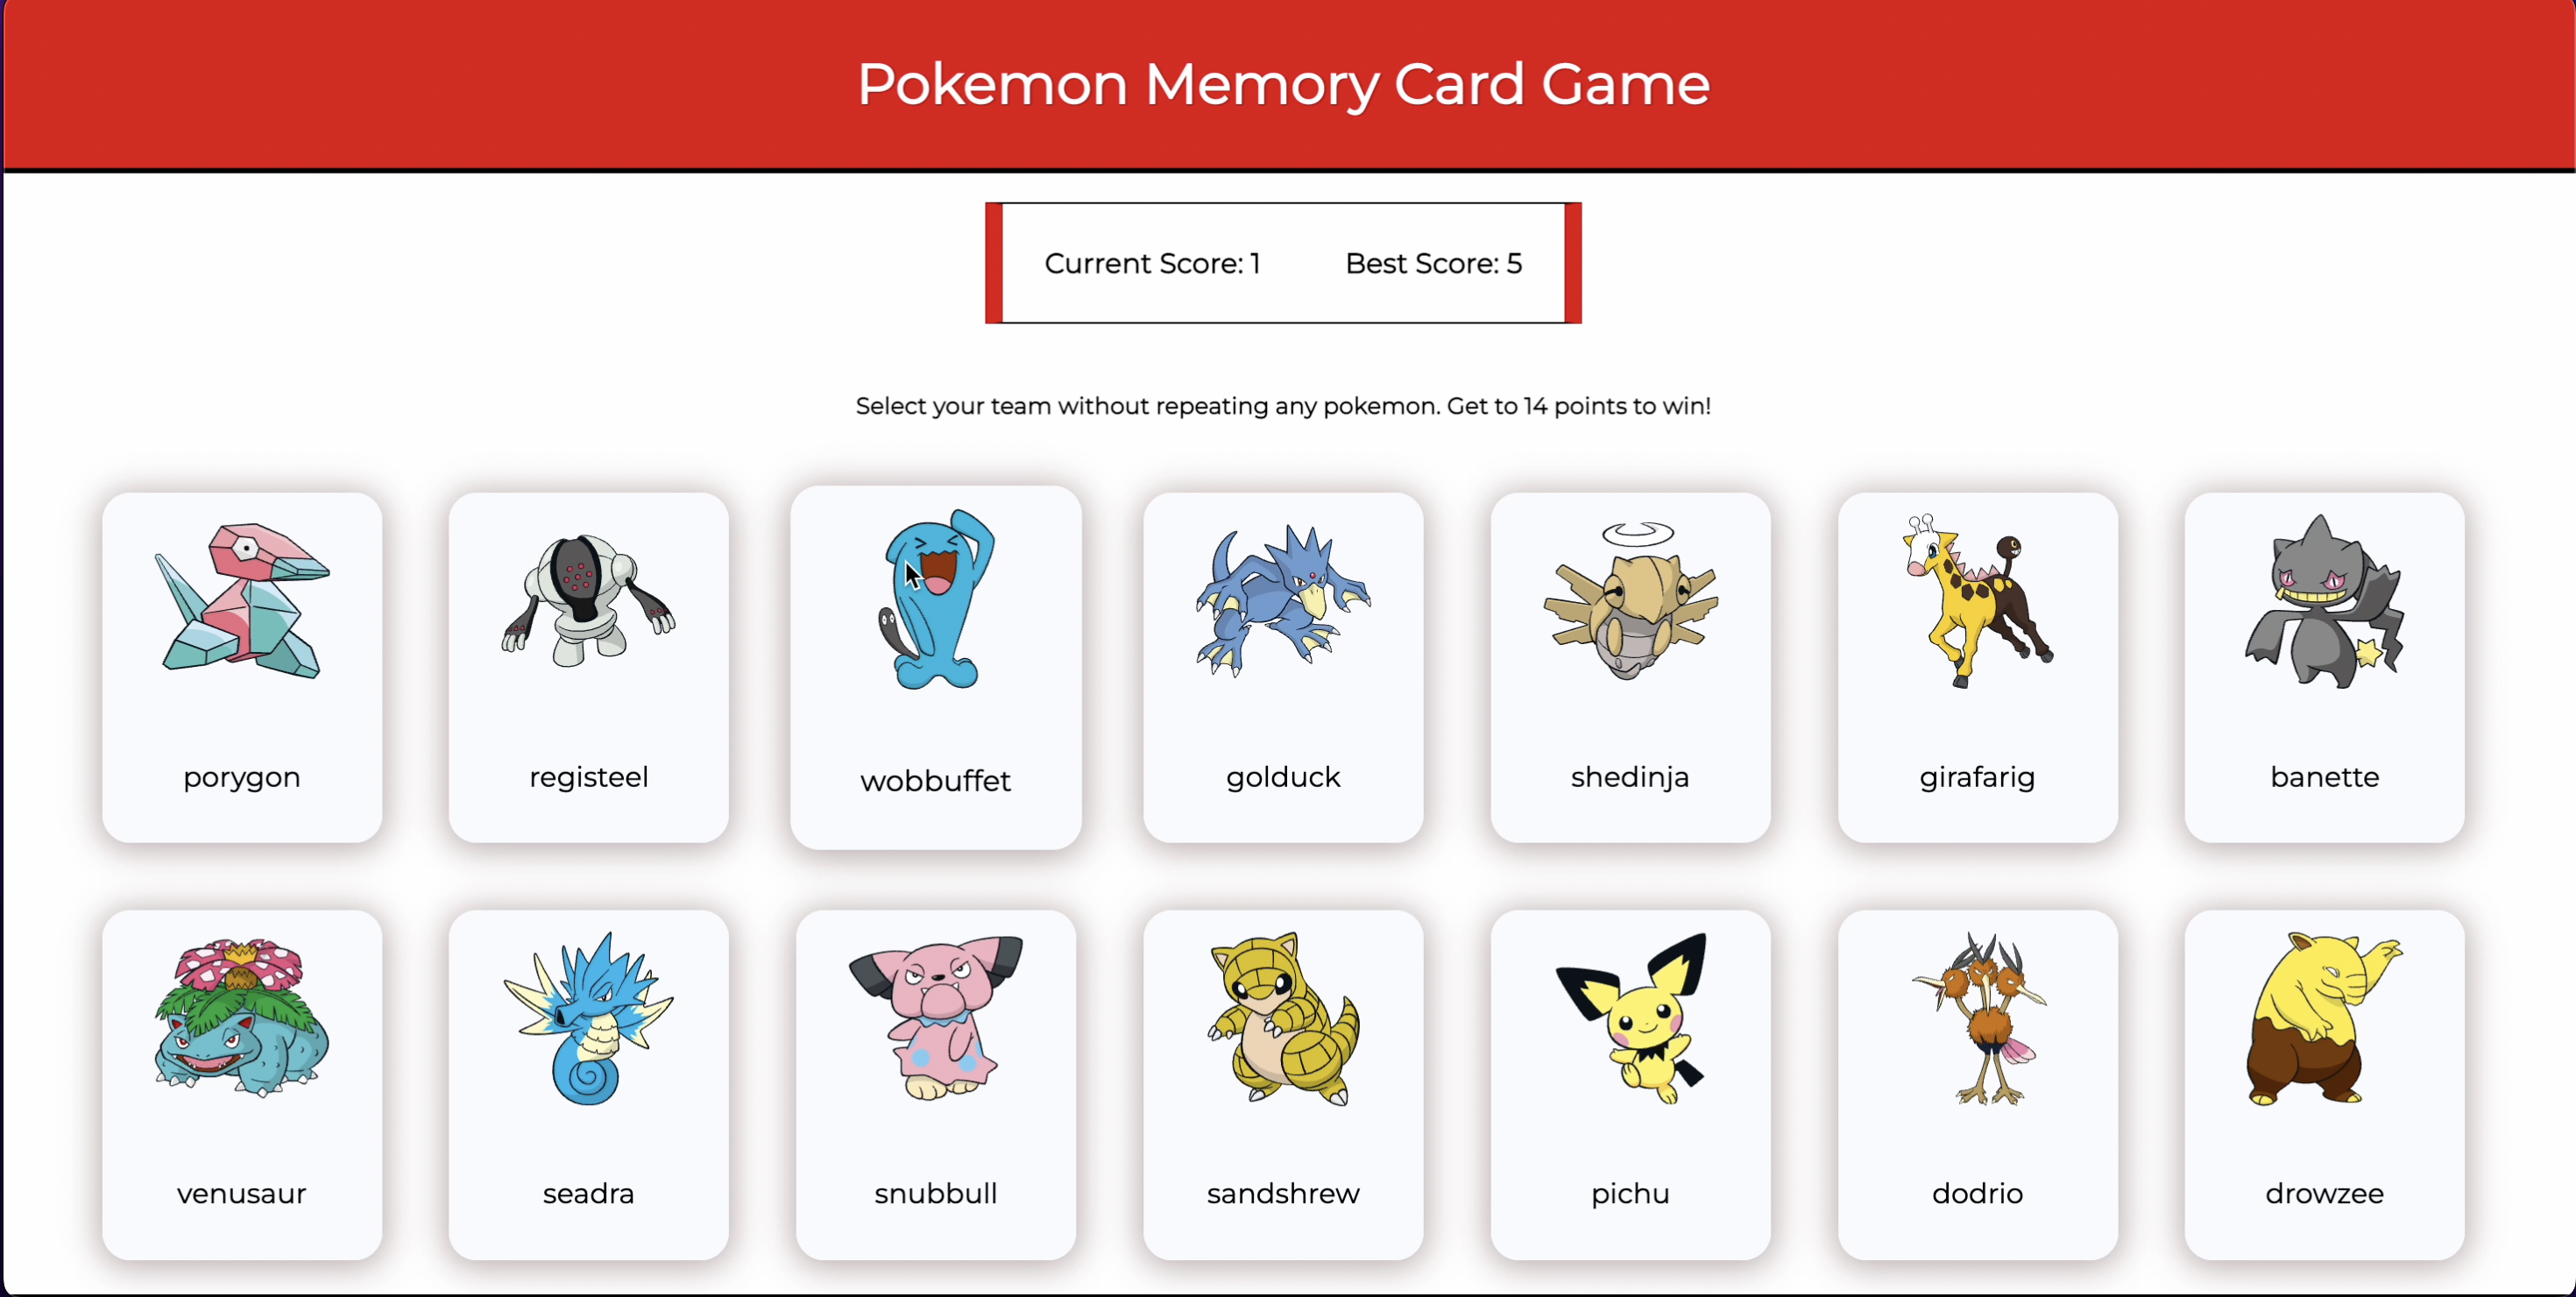 Pokemon Memory Card Game
Current Score: 1 Best Score: 5
Select your team without repeating any pokemon. Get to 14 points to win!
porygon registeel wobbuffet golduck shedinja girafarig banette
venusaur seadra snubbull sandshrew pichu dodrio drowzee